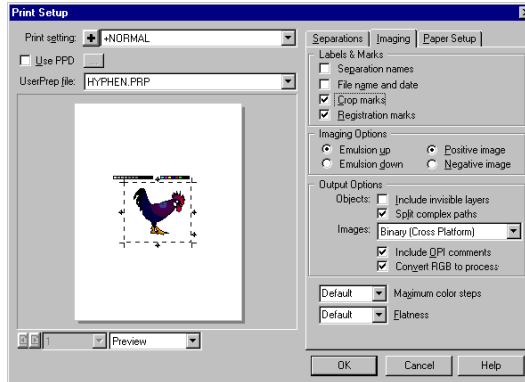 Print Setup
Print setting: + +NORMAL
Use PPD ...
UserPrep file: HYPHEN.PRP
1 Preview
Separations Imaging Paper Setup
Labels & Marks
Separation names
File name and date
Crop marks
Registration marks
Imaging Options
Emulsion up Positive image
Emulsion down Negative image
Output Options
Objects: Include invisible layers
Split complex paths
Images: Binary (Cross Platform)
Include OPI comments
Convert RGB to process
Default Maximum color steps
Default Flatness
OK Cancel Help